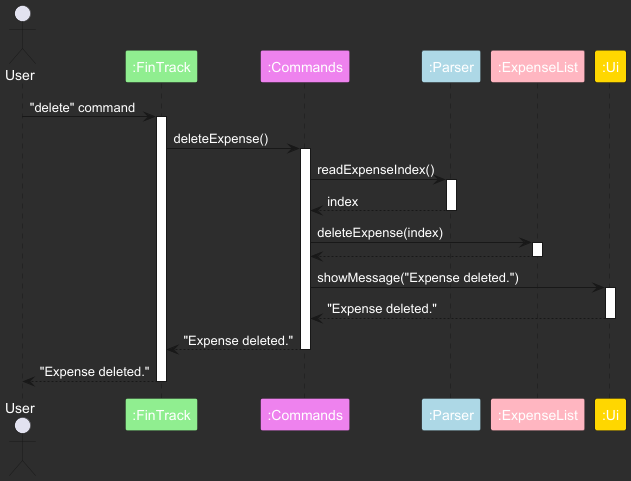 User
:FinTrack
:Commands
:Parser
:ExpenseList
:Ui
"delete" command
deleteExpense()
readExpenseIndex()
index
deleteExpense(index)
showMessage("Expense deleted.")
"Expense deleted."
"Expense deleted."
"Expense deleted."
User
:FinTrack
:Commands
:Parser
:ExpenseList
:Ui